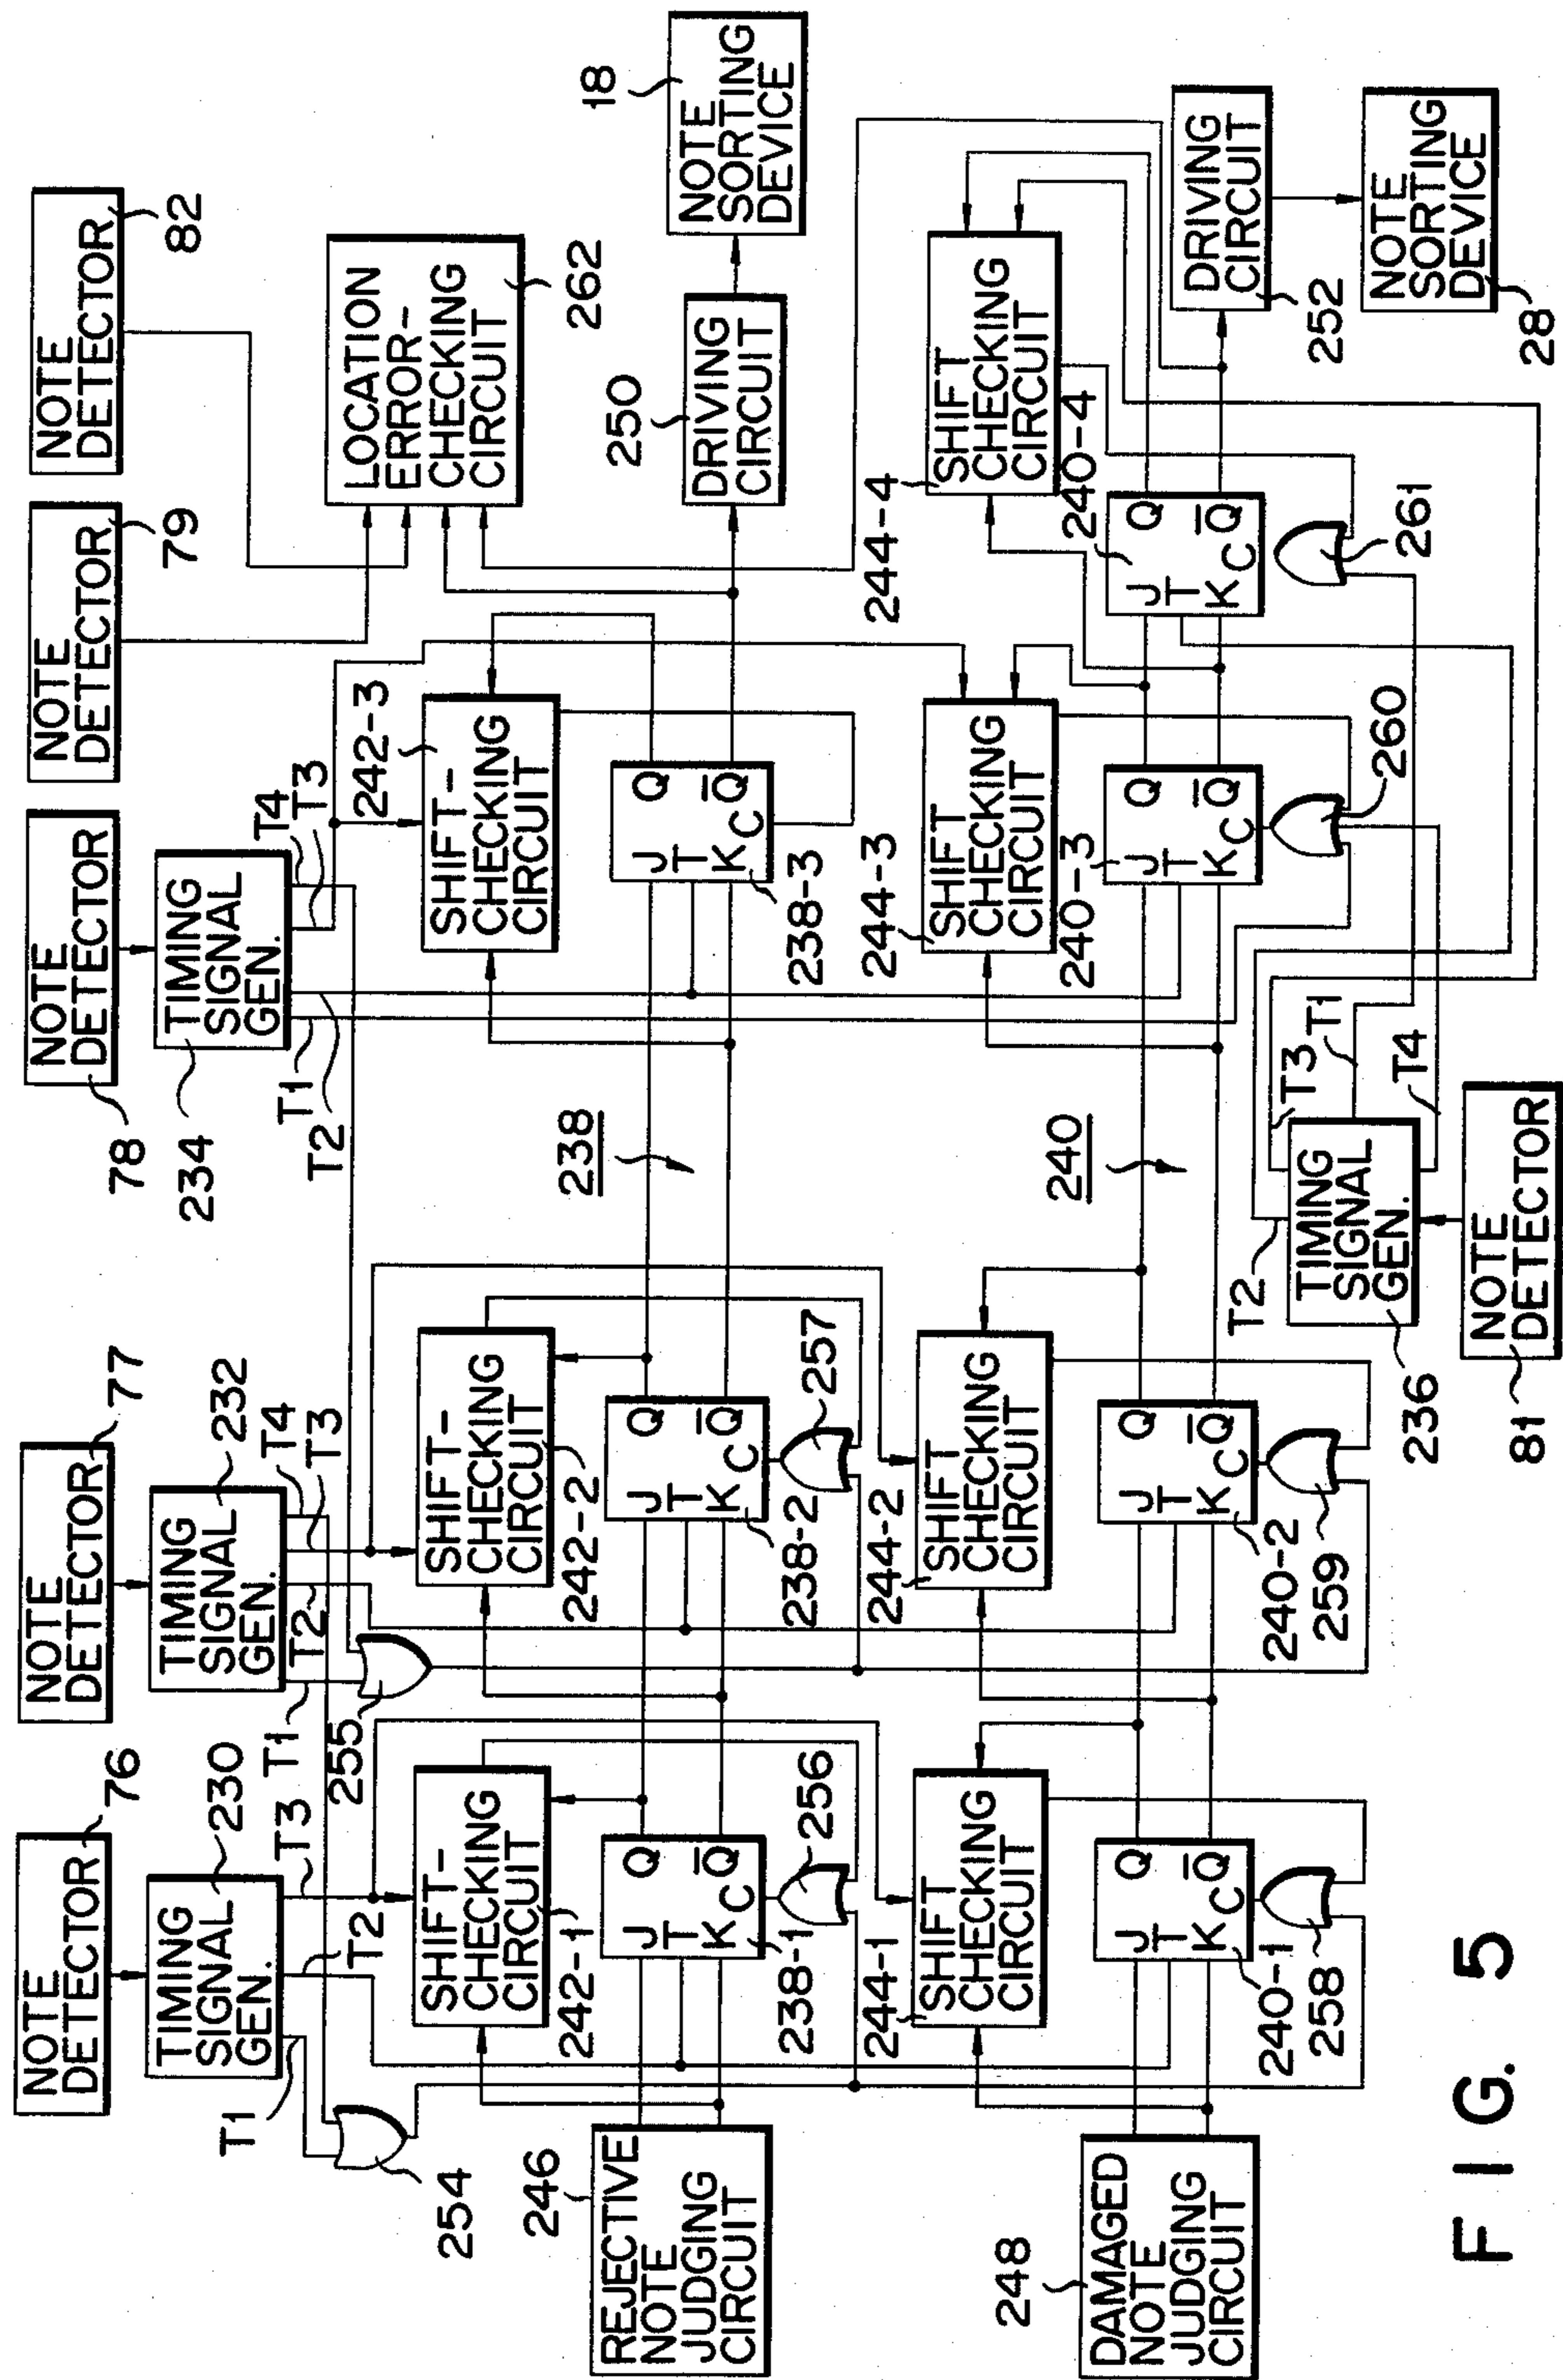 NOTE
DETECTOR
76
NOTE
DETECTOR
77
NOTE
DETECTOR
78
NOTE
DETECTOR
79
NOTE
DETECTOR
82
TIMING
SIGNAL
GEN.
230
T1
T2
T3
TIMING
SIGNAL
GEN.
232
T1
T2
T3
T4
TIMING
SIGNAL
GEN.
234
T1
T2
T3
T4
LOCATION
ERROR-
CHECKING
CIRCUIT
262
254
255
SHIFT-
CHECKING
CIRCUIT
242-1
SHIFT-
CHECKING
CIRCUIT
242-2
SHIFT-
CHECKING
CIRCUIT
242-3
REJECTIVE
NOTE
JUDGING
CIRCUIT
246
J
T
K
Q
Q̅
C
238-1
256
J
T
K
Q
Q̅
C
238-2
257
238
J
T
K
Q
Q̅
C
238-3
DRIVING
CIRCUIT
250
NOTE
SORTING
DEVICE
18
SHIFT
CHECKING
CIRCUIT
244-1
SHIFT
CHECKING
CIRCUIT
244-2
SHIFT
CHECKING
CIRCUIT
244-3
SHIFT
CHECKING
CIRCUIT
244-4
DAMAGED
NOTE
JUDGING
CIRCUIT
248
J
T
K
Q
Q̅
C
240-1
258
J
T
K
Q
Q̅
C
240-2
259
240
J
T
K
Q
Q̅
C
240-3
260
J
T
K
Q
Q̅
C
240-4
261
DRIVING
CIRCUIT
252
NOTE
SORTING
DEVICE
28
T2
T3
T1
T4
TIMING
SIGNAL
GEN.
236
NOTE
DETECTOR
81
FIG. 5